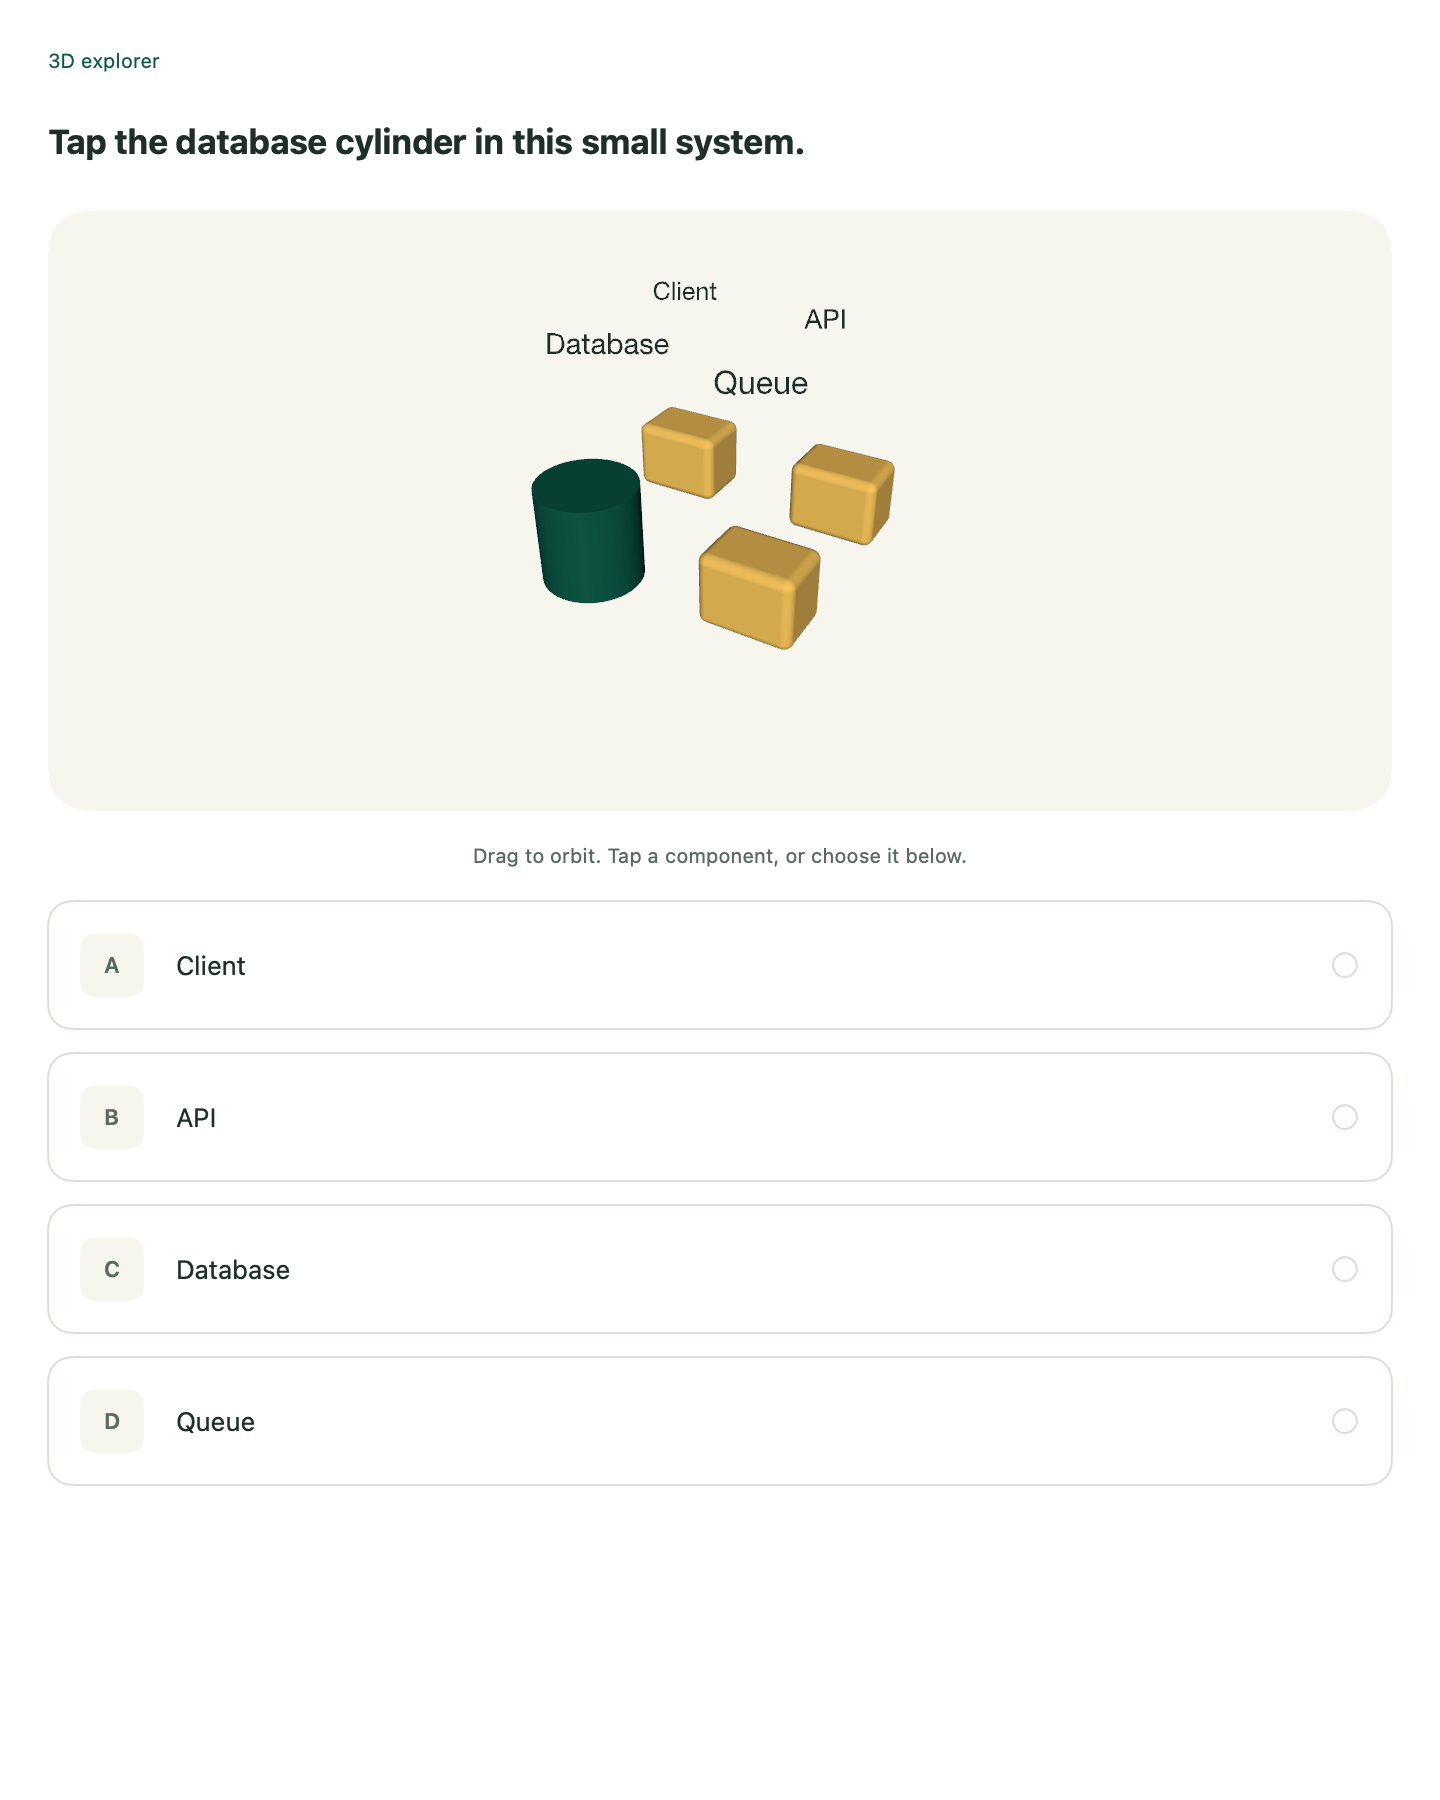 3D explorer
Tap the database cylinder in this small system.
Client
API
Database
Queue
Drag to orbit. Tap a component, or choose it below.
A Client
B API
C Database
D Queue